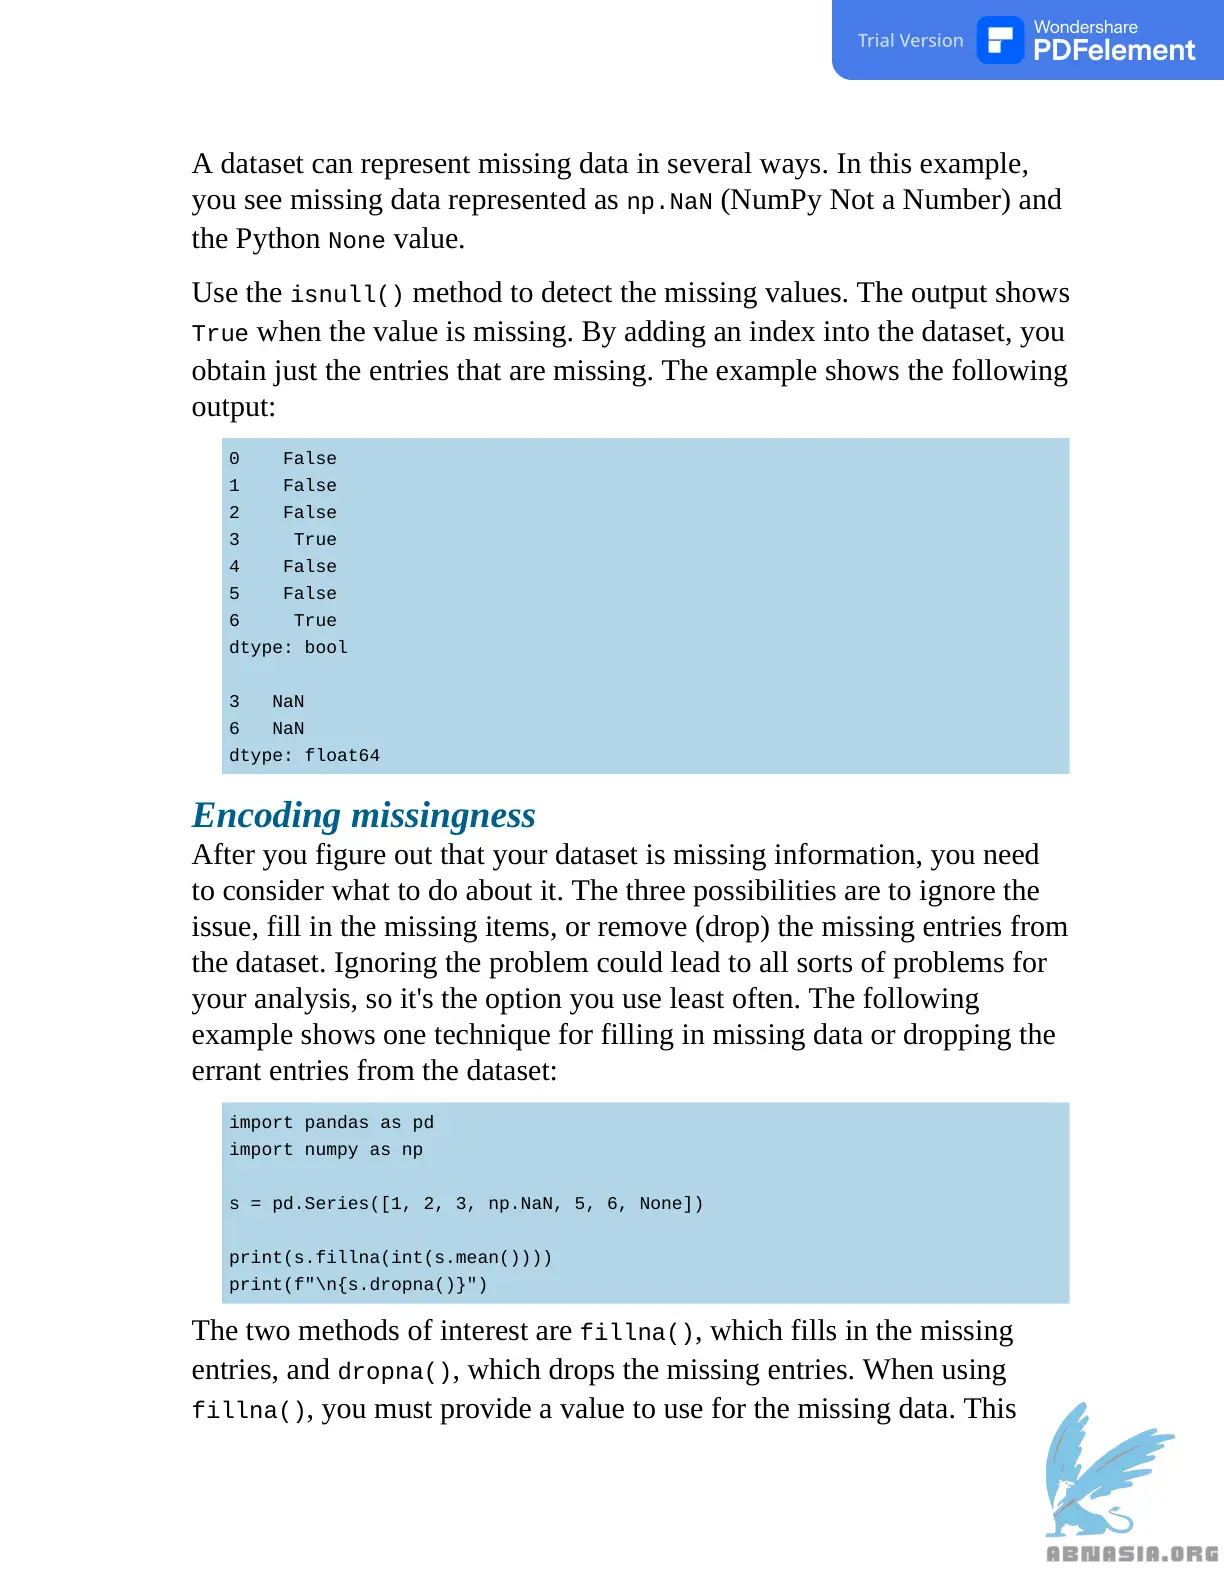 Trial Version
Wondershare
PDFelement
A dataset can represent missing data in several ways. In this example,
you see missing data represented as np.NaN (NumPy Not a Number) and
the Python None value.
Use the isnull() method to detect the missing values. The output shows
True when the value is missing. By adding an index into the dataset, you
obtain just the entries that are missing. The example shows the following
output:
0    False
1    False
2    False
3     True
4    False
5    False
6     True
dtype: bool
3   NaN
6   NaN
dtype: float64
Encoding missingness
After you figure out that your dataset is missing information, you need
to consider what to do about it. The three possibilities are to ignore the
issue, fill in the missing items, or remove (drop) the missing entries from
the dataset. Ignoring the problem could lead to all sorts of problems for
your analysis, so it's the option you use least often. The following
example shows one technique for filling in missing data or dropping the
errant entries from the dataset:
import pandas as pd
import numpy as np
s = pd.Series([1, 2, 3, np.NaN, 5, 6, None])
print(s.fillna(int(s.mean())))
print(f"\n{s.dropna()}")
The two methods of interest are fillna(), which fills in the missing
entries, and dropna(), which drops the missing entries. When using
fillna(), you must provide a value to use for the missing data. This
ABNASIA.ORG